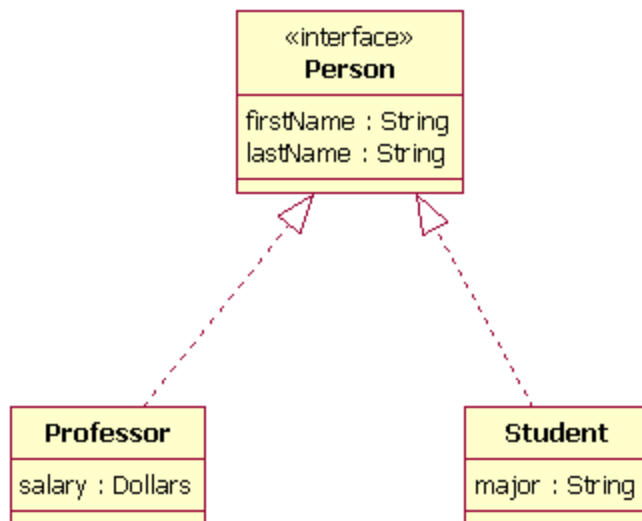 «interface»
Person
firstName : String
lastName : String
Professor
salary : Dollars
Student
major : String